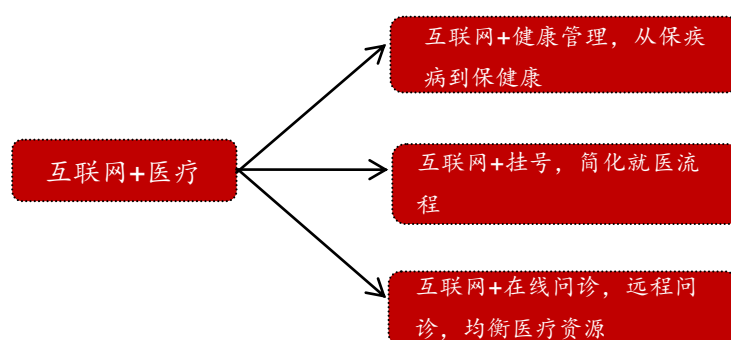 互联网+健康管理，从保疾
病到保健康
互联网+医疗
互联网+挂号，简化就医流
程
互联网+在线问诊，远程问
诊，均衡医疗资源